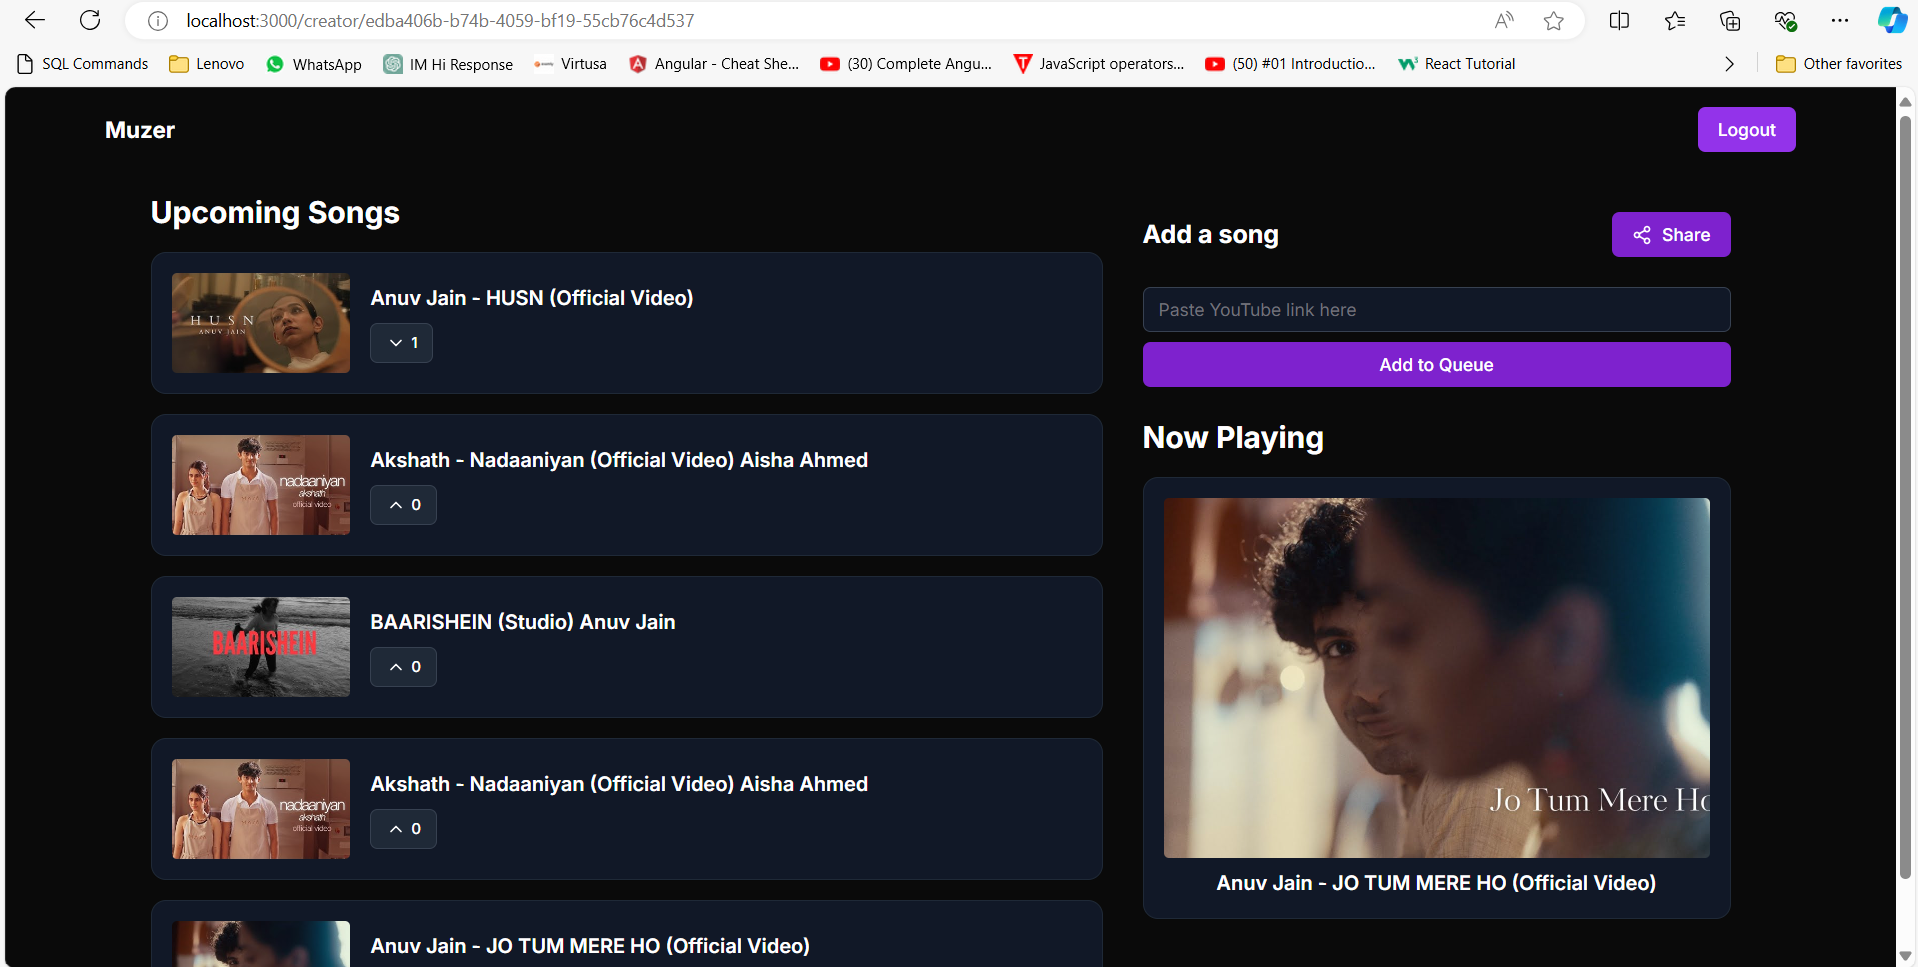 localhost:3000/creator/edba406b-b74b-4059-bf19-55cb76c4d537
SQL Commands
Lenovo
WhatsApp
IM Hi Response
Virtusa
Angular - Cheat She...
(30) Complete Angu...
JavaScript operators...
(50) #01 Introductio...
React Tutorial
Other favorites
Muzer
Logout
Upcoming Songs
HUSN
ANUV JAIN
Anuv Jain - HUSN (Official Video)
1
nadaaniyan
akshath
official video
Akshath - Nadaaniyan (Official Video) Aisha Ahmed
0
BAARISHEIN
BAARISHEIN (Studio) Anuv Jain
0
nadaaniyan
akshath
official video
Akshath - Nadaaniyan (Official Video) Aisha Ahmed
0
Anuv Jain - JO TUM MERE HO (Official Video)
Add a song
Share
Paste YouTube link here
Add to Queue
Now Playing
Jo Tum Mere Ho
Anuv Jain - JO TUM MERE HO (Official Video)